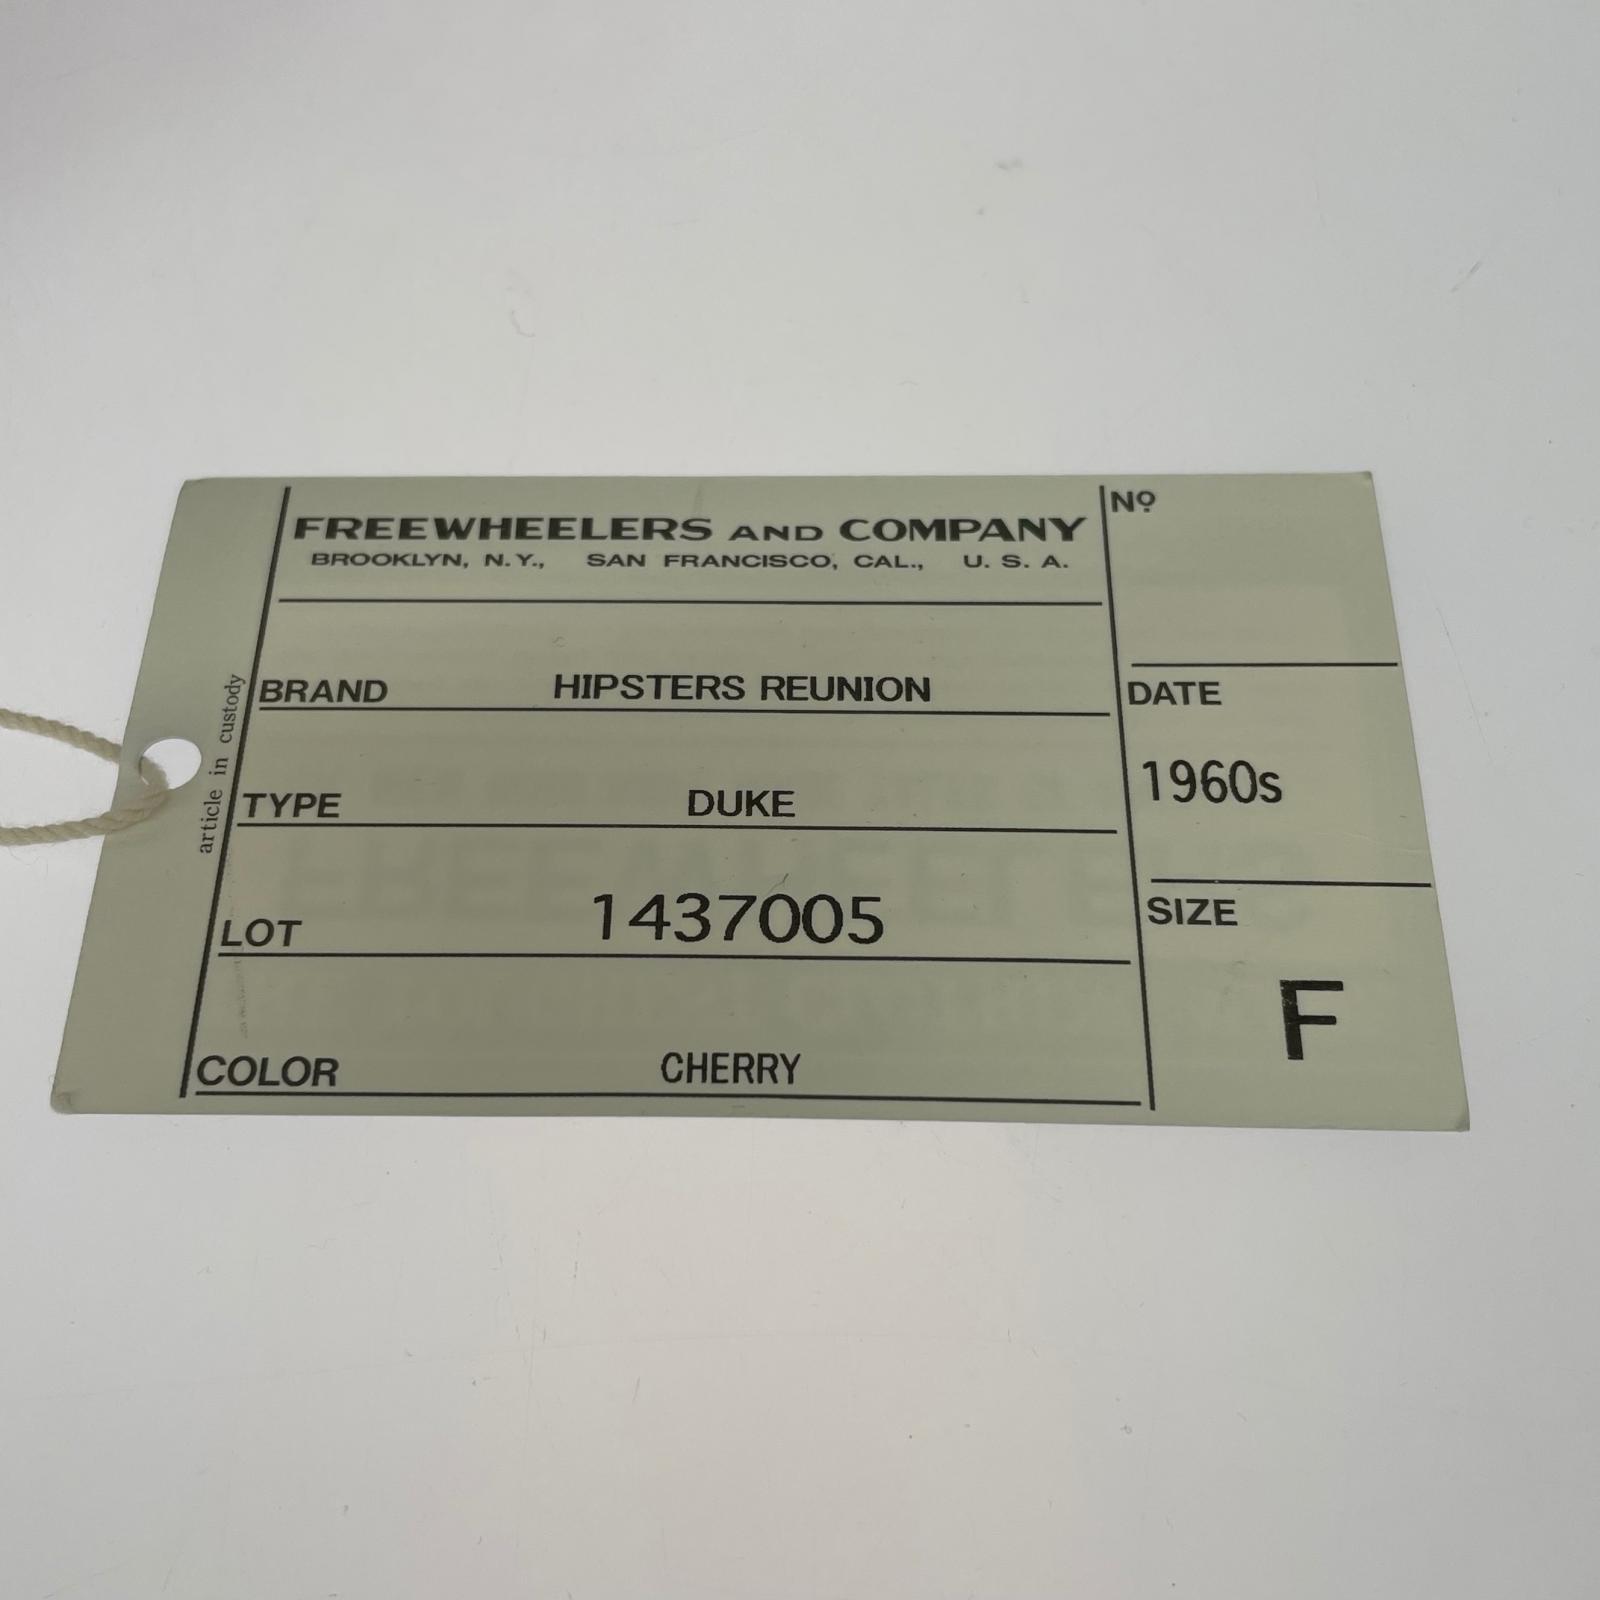 FREEWHEELERS AND COMPANY
BROOKLYN, N.Y., SAN FRANCISCO, CAL., U. S. A.
Nº
BRAND HIPSTERS REUNION
TYPE DUKE
LOT 1437005
COLOR CHERRY
DATE
1960s
SIZE
F
article in custody